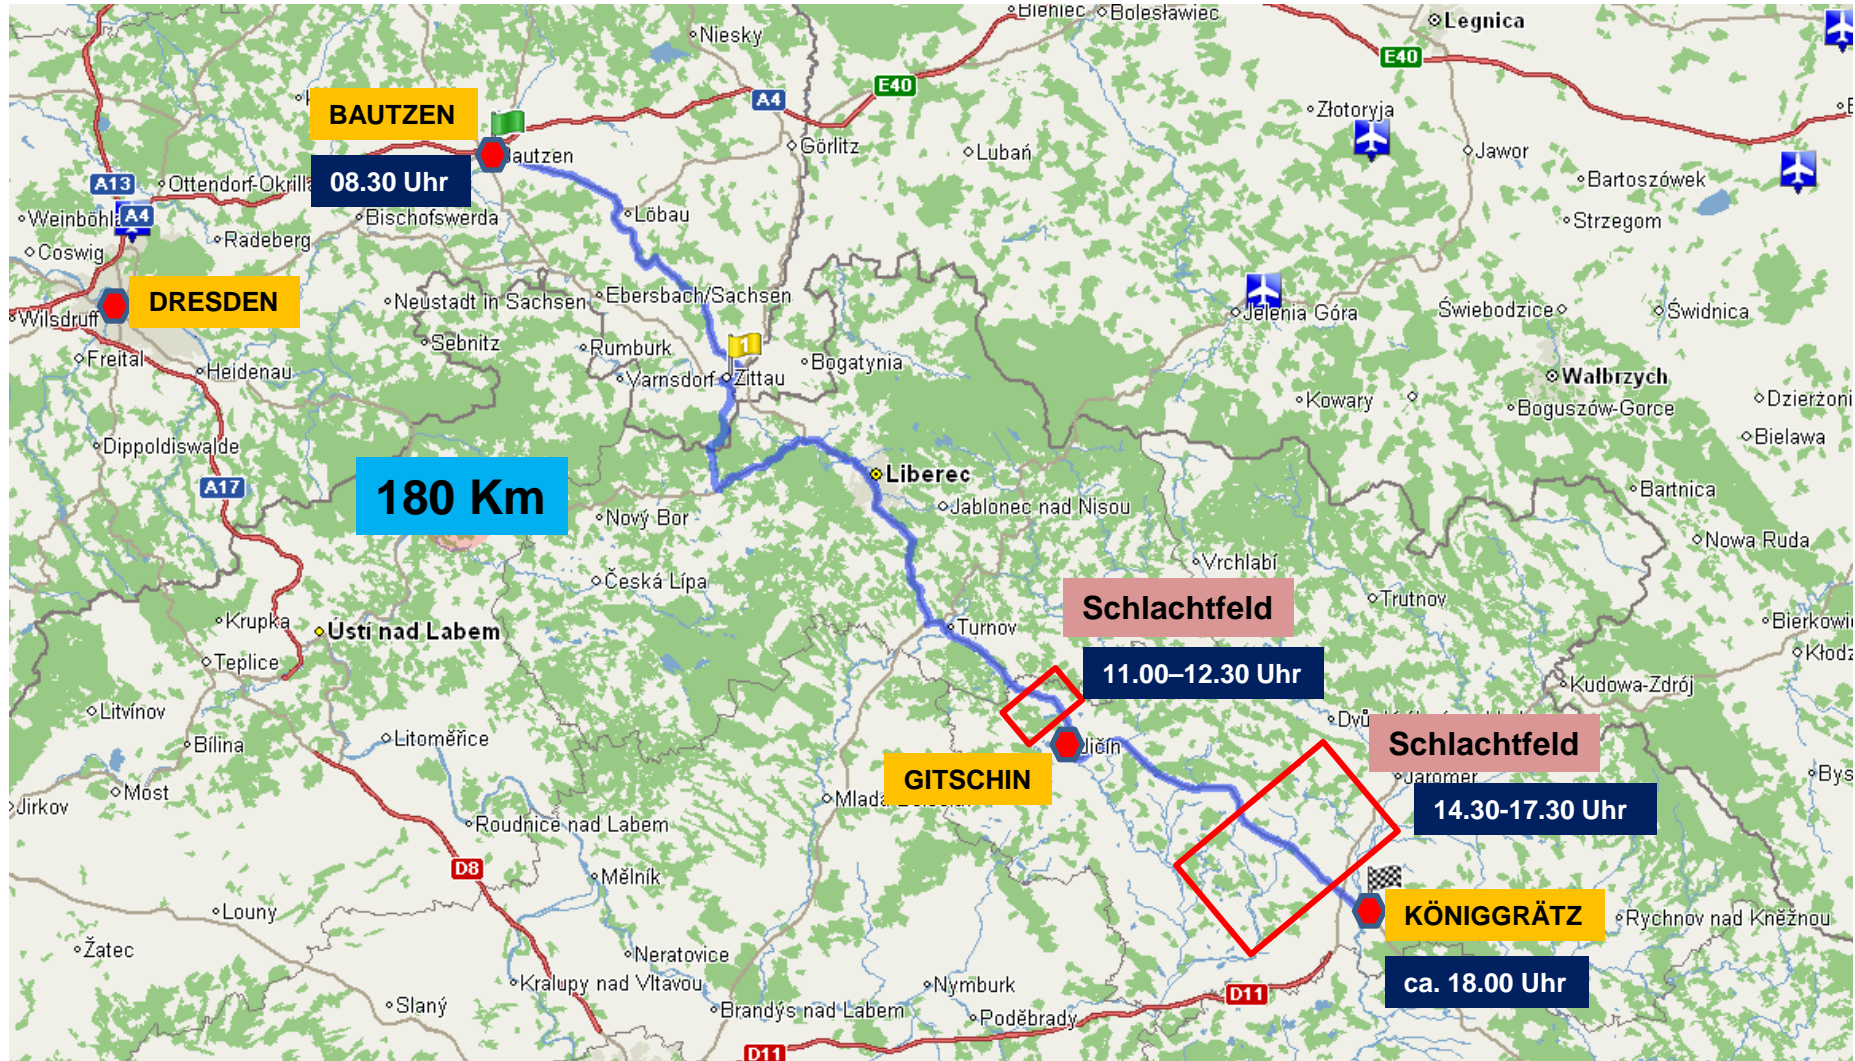 Bieniec
Bolesławiec
Legnica
Niesky
E40
E40
A4
BAUTZEN
Złotoryja
Görlitz
Lubań
Jawor
08.30 Uhr
A13
Ottendorf-Okrilla
Bartoszówek
A4
Löbau
Bischofswerda
Strzegom
Radeberg
Coswig
DRESDEN
Neustadt in Sachsen
Ebersbach/Sachsen
Świebodzice
Świdnica
Jelenia Góra
Wilsdruff
Sebnitz
Rumburk
1
Bogatynia
Freital
Heidenau
Varnsdorf
Zittau
Wałbrzych
Kowary
Boguszów-Gorce
Dzierżoni
Bielawa
Dippoldiswalde
Liberec
A17
180 Km
Bartnica
Jablonec nad Nisou
Nový Bor
Nowa Ruda
Vrchlabí
Česká Lípa
Trutnov
Schlachtfeld
Krupka
Ústí nad Labem
Turnov
Bierkowi
Teplice
Kłodz
11.00–12.30 Uhr
Kudowa-Zdrój
Litvínov
Litoměřice
Bílina
Schlachtfeld
Jičín
GITSCHIN
Jaroměř
Bys
Most
Jirkov
14.30-17.30 Uhr
Roudnice nad Labem
D8
Mělník
Louny
KÖNIGGRÄTZ
Rychnov nad Kněžnou
Žatec
Neratovice
Kralupy nad Vltavou
Nymburk
ca. 18.00 Uhr
D11
Slaný
Brandýs nad Labem
Poděbrady
D11